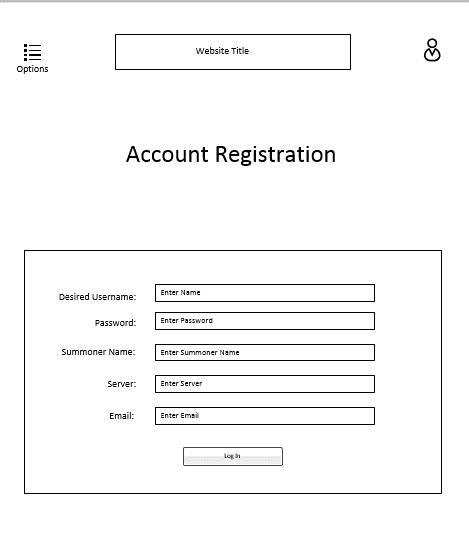 Website Title
Options
Account Registration
Desired Username: Enter Name
Password: Enter Password
Summoner Name: Enter Summoner Name
Server: Enter Server
Email: Enter Email
Log In